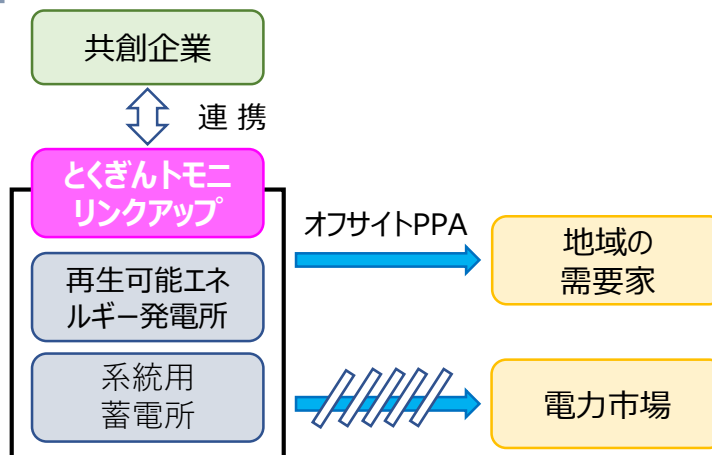 共創企業
連 携
とくぎんトモニ
リンクアップ
オフサイトPPA
地域の
需要家
再生可能エネ
ルギー発電所
系統用
蓄電所
電力市場